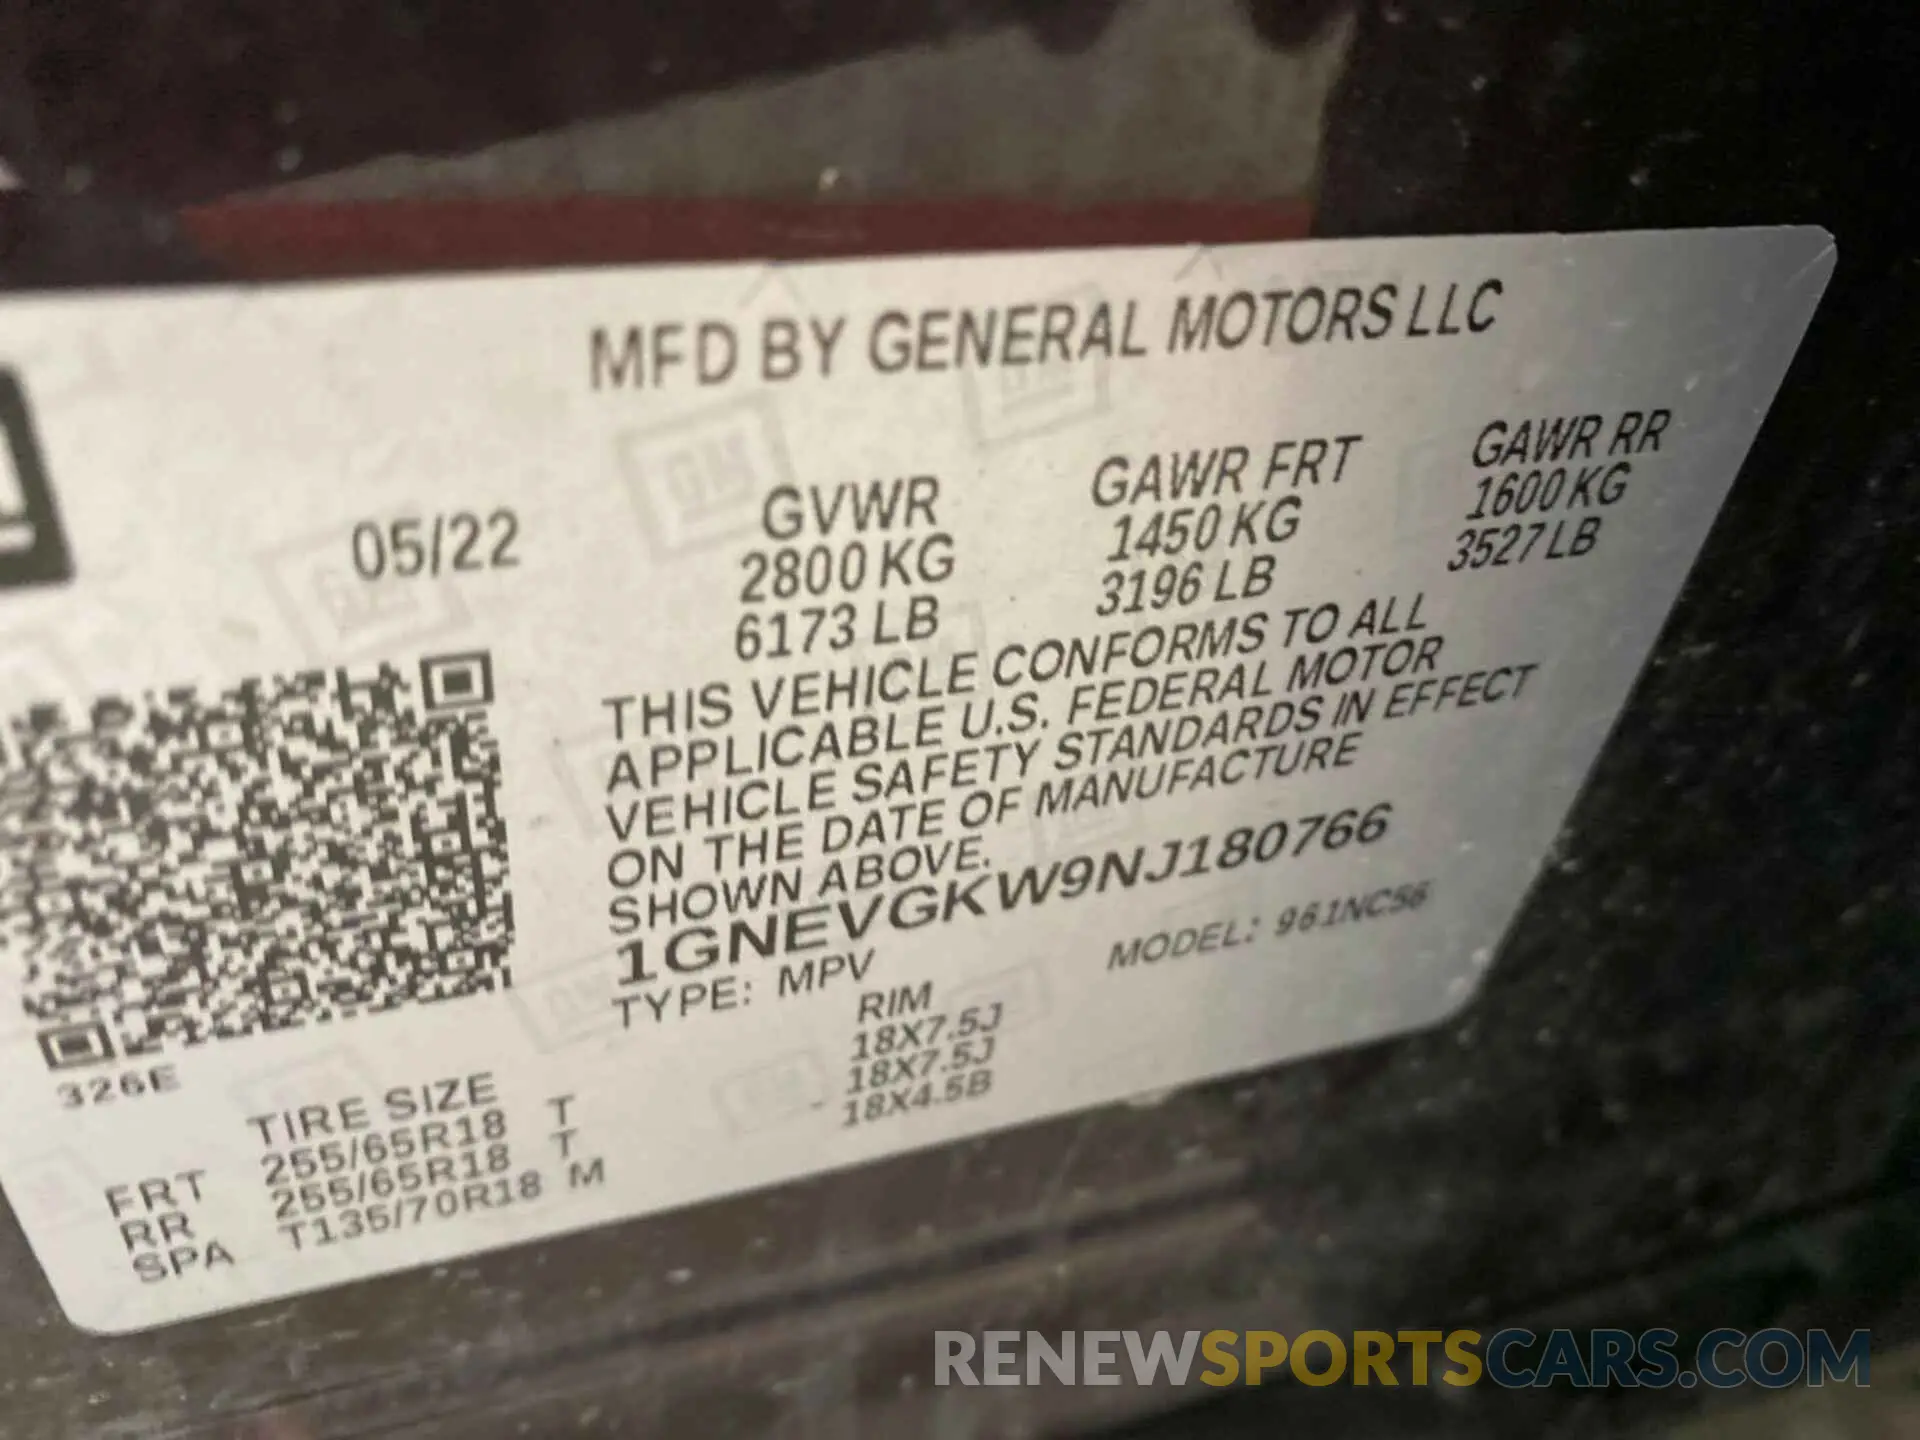 MFD BY GENERAL MOTORS LLC
05/22 GVWR GAWR FRT GAWR RR
2800 KG 1450 KG 1600 KG
6173 LB 3196 LB 3527 LB
THIS VEHICLE CONFORMS TO ALL
APPLICABLE U.S. FEDERAL MOTOR
VEHICLE SAFETY STANDARDS IN EFFECT
ON THE DATE OF MANUFACTURE
SHOWN ABOVE.
1GNEVGKW9NJ180766
TYPE: MPV MODEL: 961NC56
326E
TIRE SIZE RIM
FRT 255/65R18 T 18X7.5J
RR 255/65R18 T 18X7.5J
SPA T135/70R18 M 18X4.5B
GM
RENEWSPORTSCARS.COM